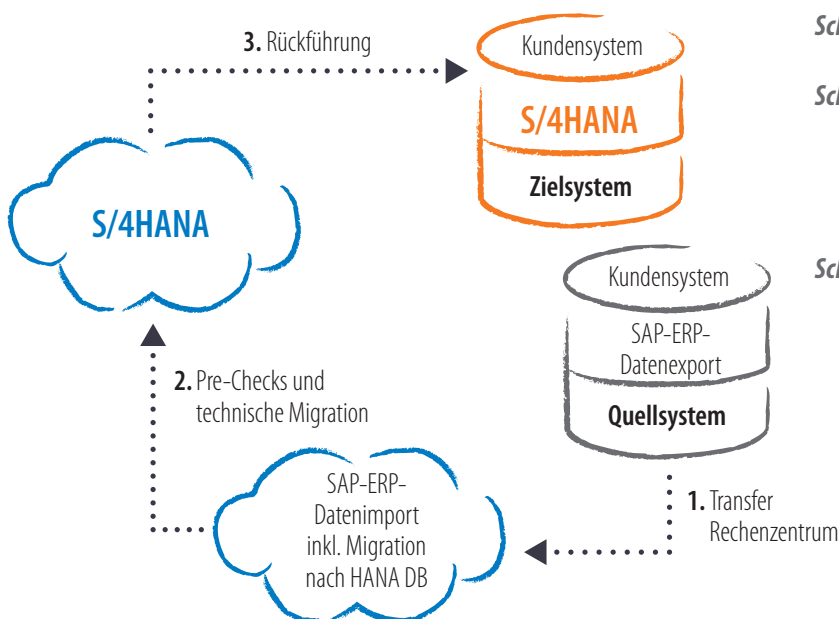 3. Rückführung
Kundensystem
S/4HANA
Zielsystem
S/4HANA
Kundensystem
SAP-ERP-
Datenexport
Quellsystem
2. Pre-Checks und
technische Migration
SAP-ERP-
Datenimport
inkl. Migration
nach HANA DB
1. Transfer
Rechenzentrum